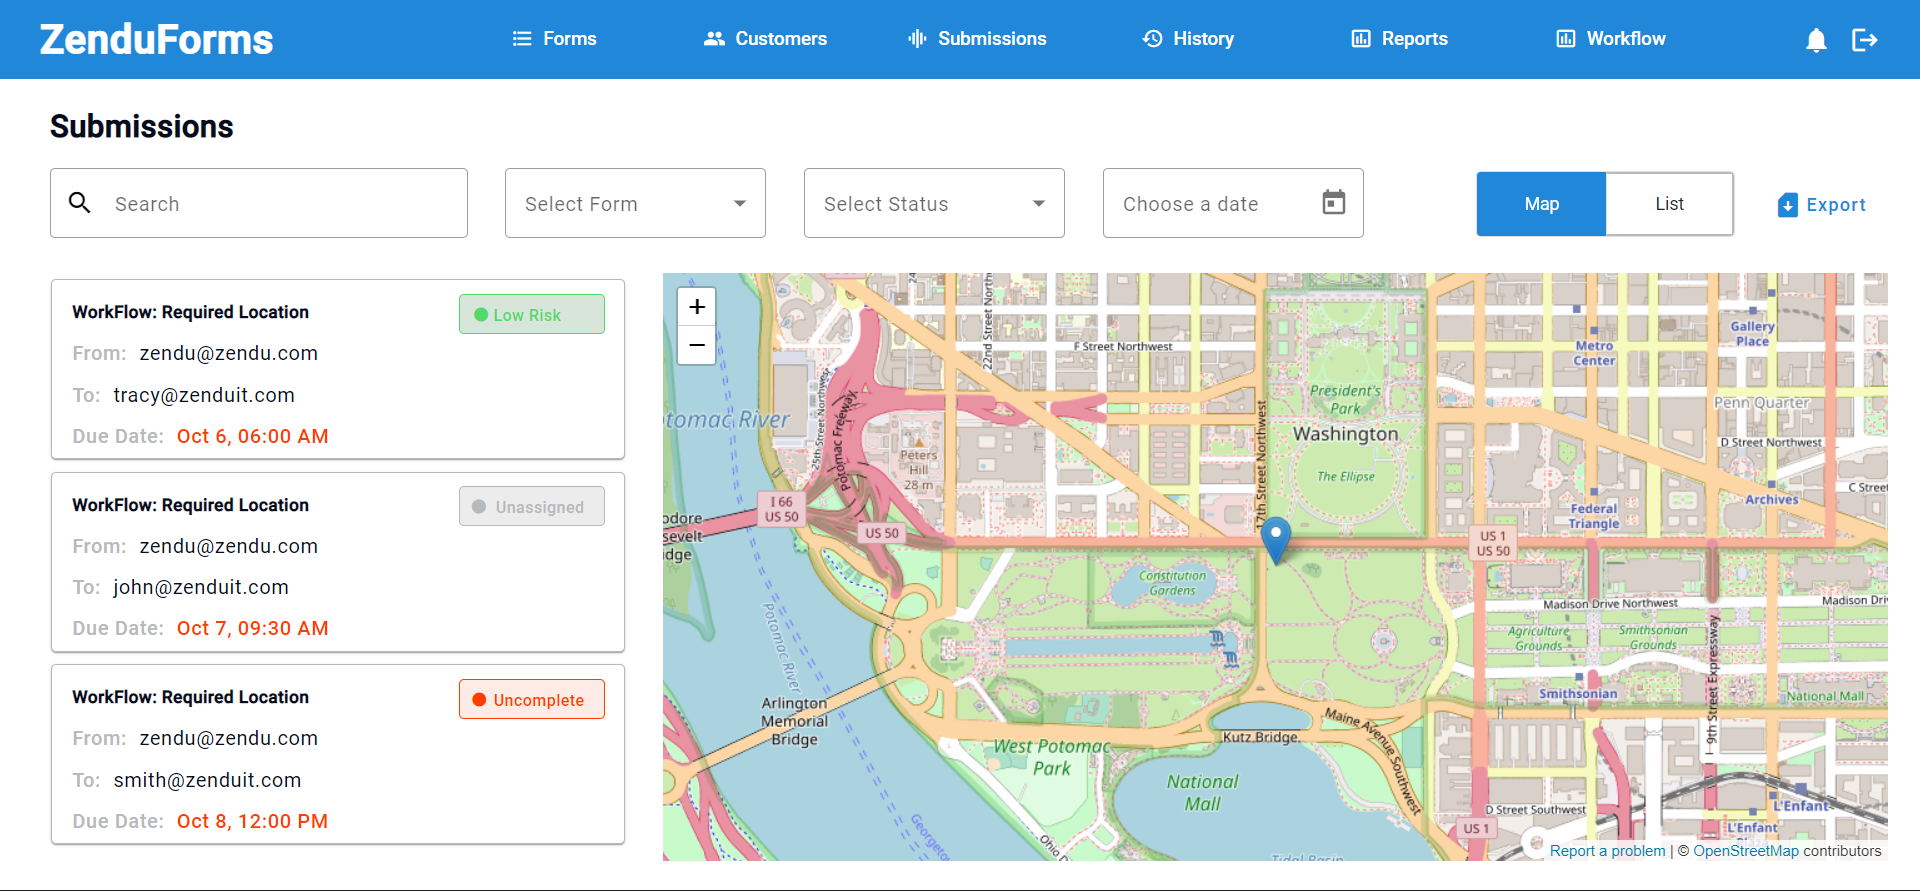 ZenduForms
Forms
Customers
Submissions
History
Reports
Workflow
Submissions
Search
Select Form
Select Status
Choose a date
Map
List
Export
WorkFlow: Required Location
Low Risk
From: zendu@zendu.com
To: tracy@zenduit.com
Due Date: Oct 6, 06:00 AM
WorkFlow: Required Location
Unassigned
From: zendu@zendu.com
To: john@zenduit.com
Due Date: Oct 7, 09:30 AM
WorkFlow: Required Location
Uncomplete
From: zendu@zendu.com
To: smith@zenduit.com
Due Date: Oct 8, 12:00 PM
+
−
22nd Street North
F Street Northwest
Gallery
Place
Metro
Center
President's
Park
Penn Quarter
tomac River
25th Street Northwest
Potomac Freeway
17th Street Northwest
Washington
D Street Northwest
Peters
Hill
28 m
The Ellipse
C Street
Archives
I 66
US 50
odore
sevelt
idge
US 50
Federal
Triangle
US 1
US 50
Constitution
Gardens
Madison Drive Northwest
Madison Dri
Potomac River
Agriculture
Grounds
Smithsonian
Grounds
I 9th Street Expressway
Smithsonian
National Mall
Arlington
Memorial
Bridge
Maine Avenue Southwest
Kutz Bridge
West Potomac
Park
National
Mall
D Street Southwest
L'Enfant
L'Enfant
US 1
Georgeto
Ohio D
Tidal Basin
Report a problem | © OpenStreetMap contributors